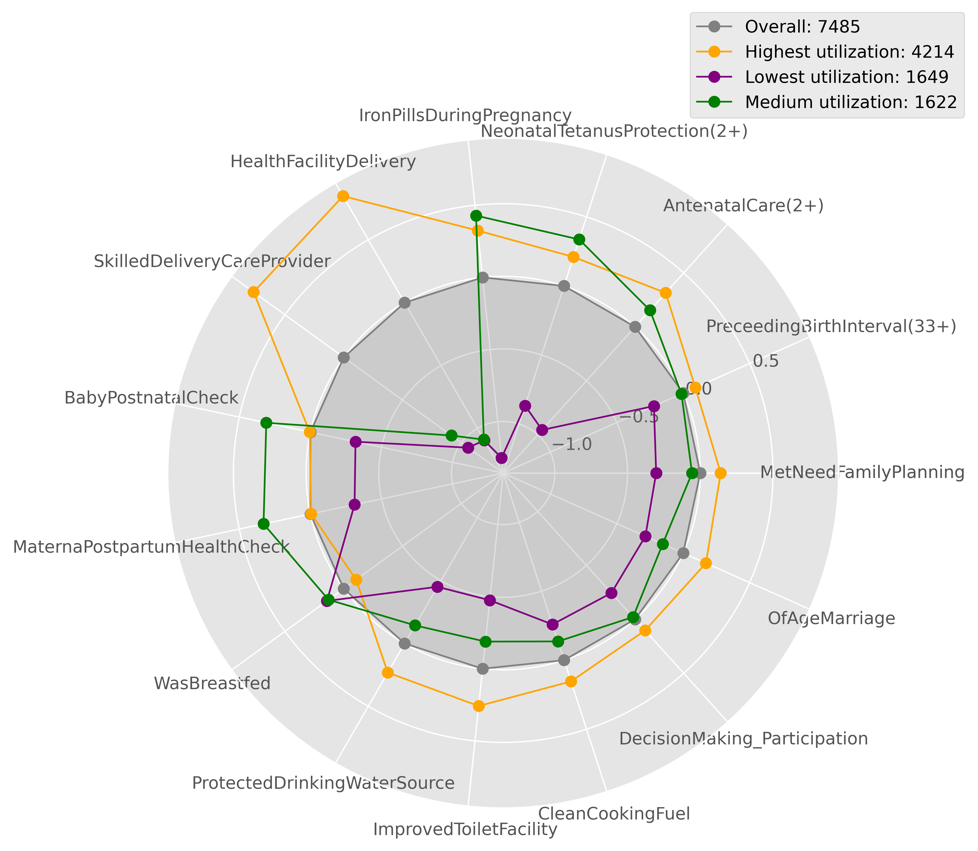 Overall: 7485
Highest utilization: 4214
Lowest utilization: 1649
Medium utilization: 1622
IronPillsDuringPregnancy
NeonatalTetanusProtection(2+)
HealthFacilityDelivery
AntenatalCare(2+)
SkilledDeliveryCareProvider
PreceedingBirthInterval(33+)
0.5
0.0
BabyPostnatalCheck
−0.5
−1.0
MetNeedFamilyPlanning
MaternaPostpartumHealthCheck
OfAgeMarriage
WasBreastfed
DecisionMaking_Participation
ProtectedDrinkingWaterSource
CleanCookingFuel
ImprovedToiletFacility